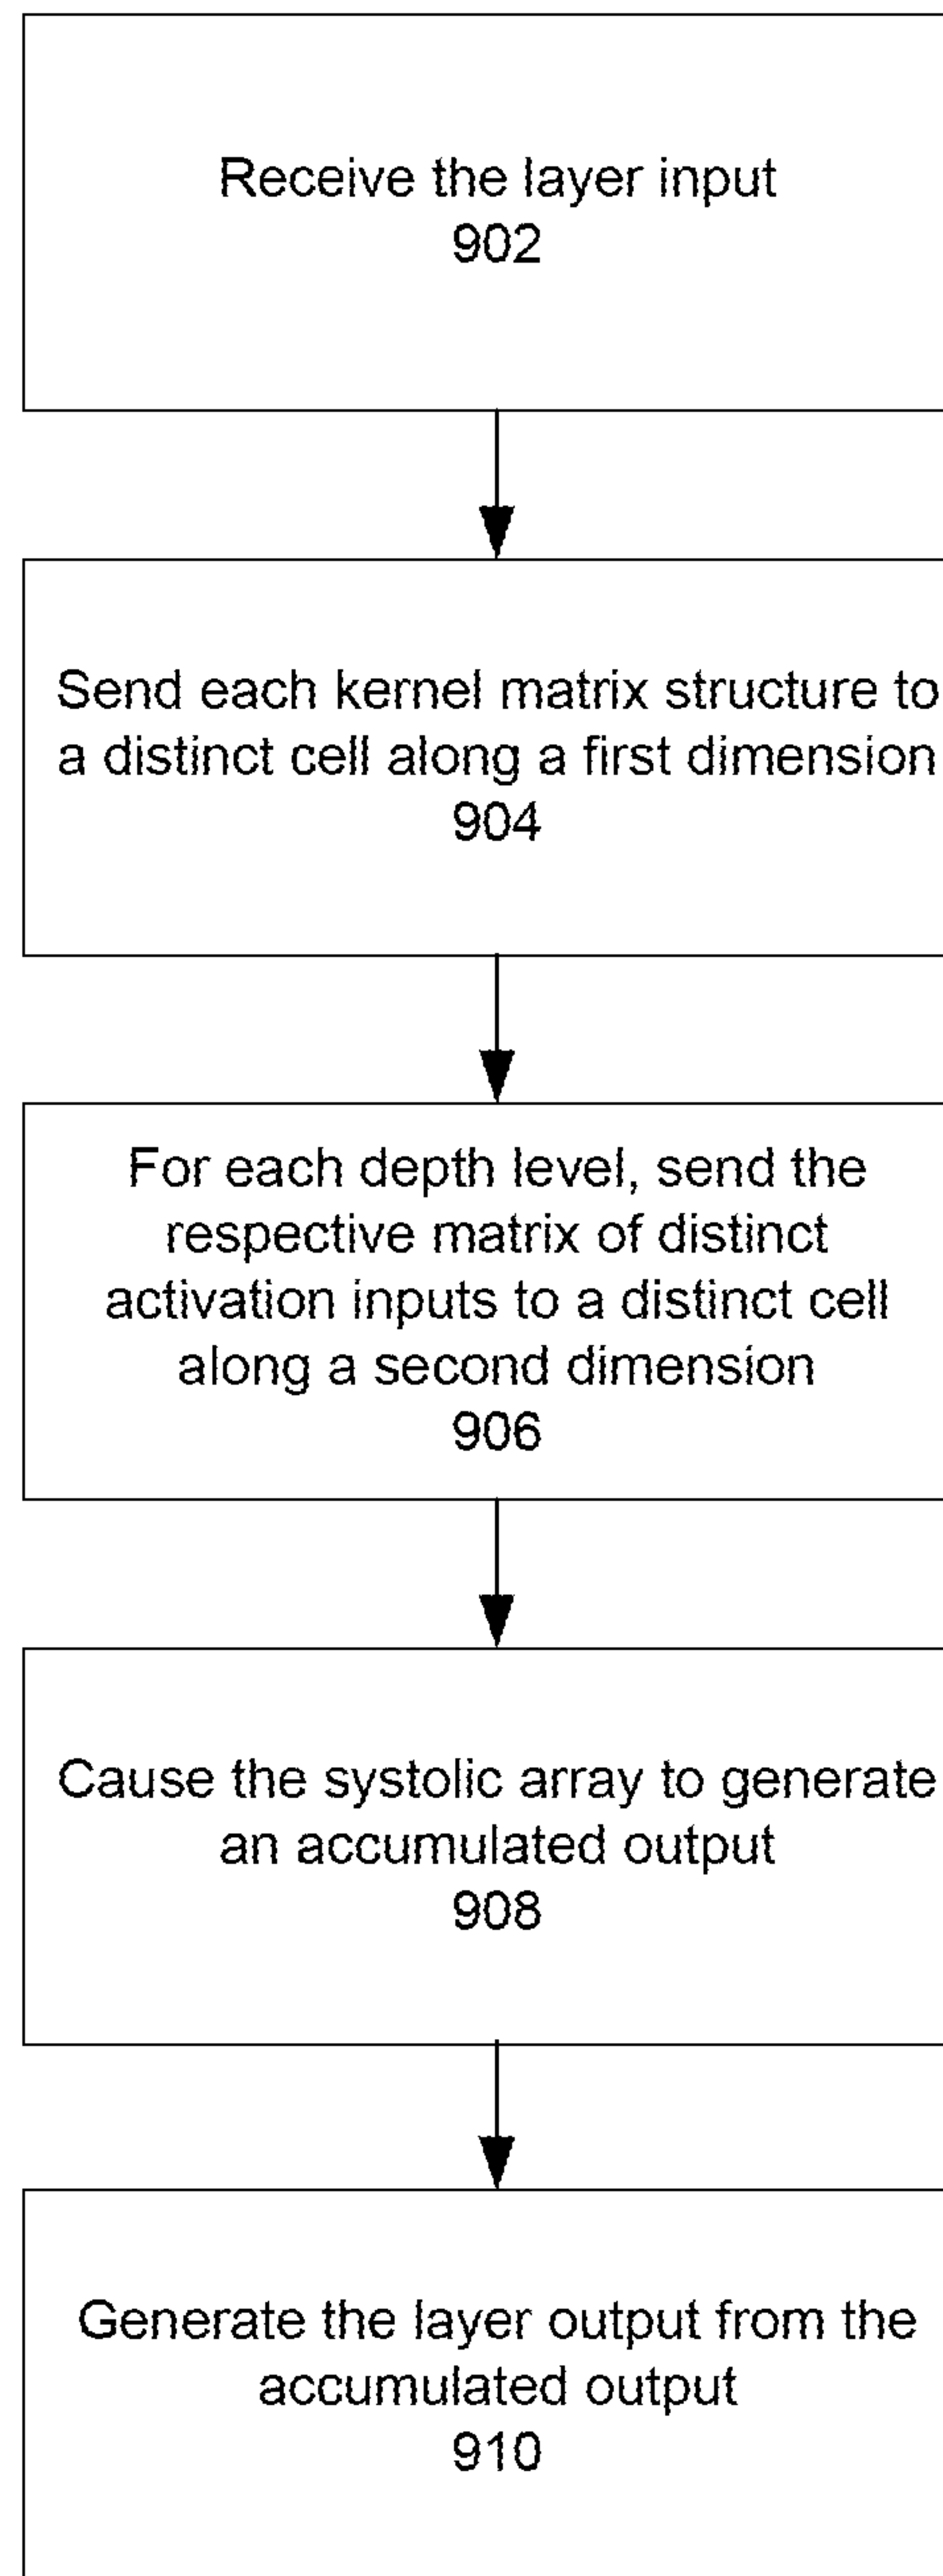 Receive the layer input
902
Send each kernel matrix structure to
a distinct cell along a first dimension
904
For each depth level, send the
respective matrix of distinct
activation inputs to a distinct cell
along a second dimension
906
Cause the systolic array to generate
an accumulated output
908
Generate the layer output from the
accumulated output
910